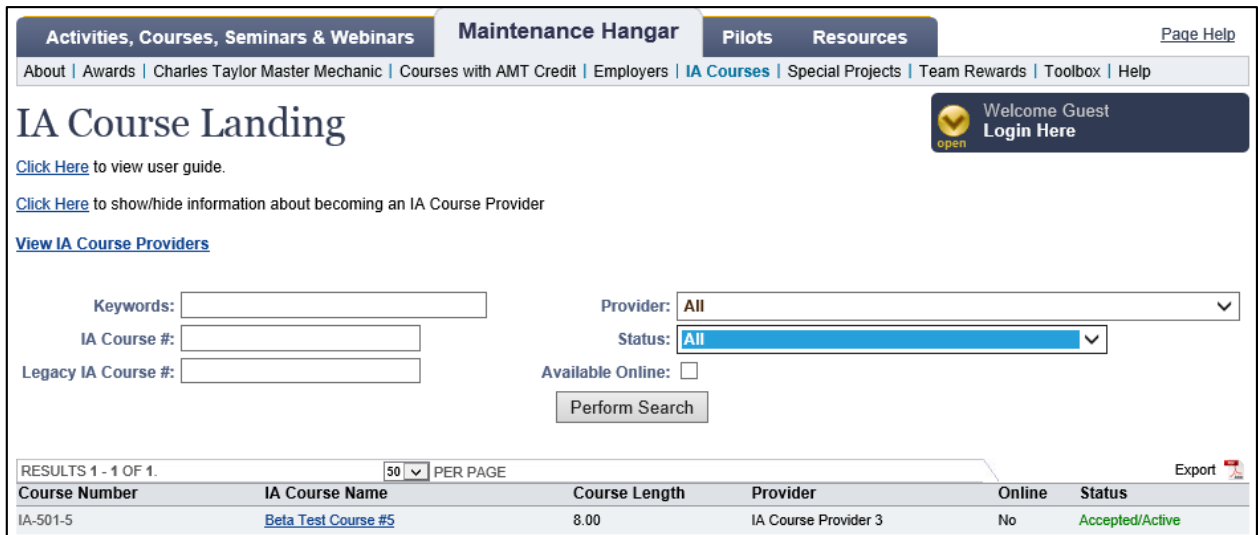 Activities, Courses, Seminars & Webinars Maintenance Hangar Pilots Resources Page Help
About | Awards | Charles Taylor Master Mechanic | Courses with AMT Credit | Employers | IA Courses | Special Projects | Team Rewards | Toolbox | Help
IA Course Landing
Welcome Guest
Login Here
open
Click Here to view user guide.
Click Here to show/hide information about becoming an IA Course Provider
View IA Course Providers
Keywords: Provider: All
IA Course #: Status: All
Legacy IA Course #: Available Online:
Perform Search
RESULTS 1 - 1 OF 1. 50 PER PAGE Export
Course Number IA Course Name Course Length Provider Online Status
IA-501-5 Beta Test Course #5 8.00 IA Course Provider 3 No Accepted/Active